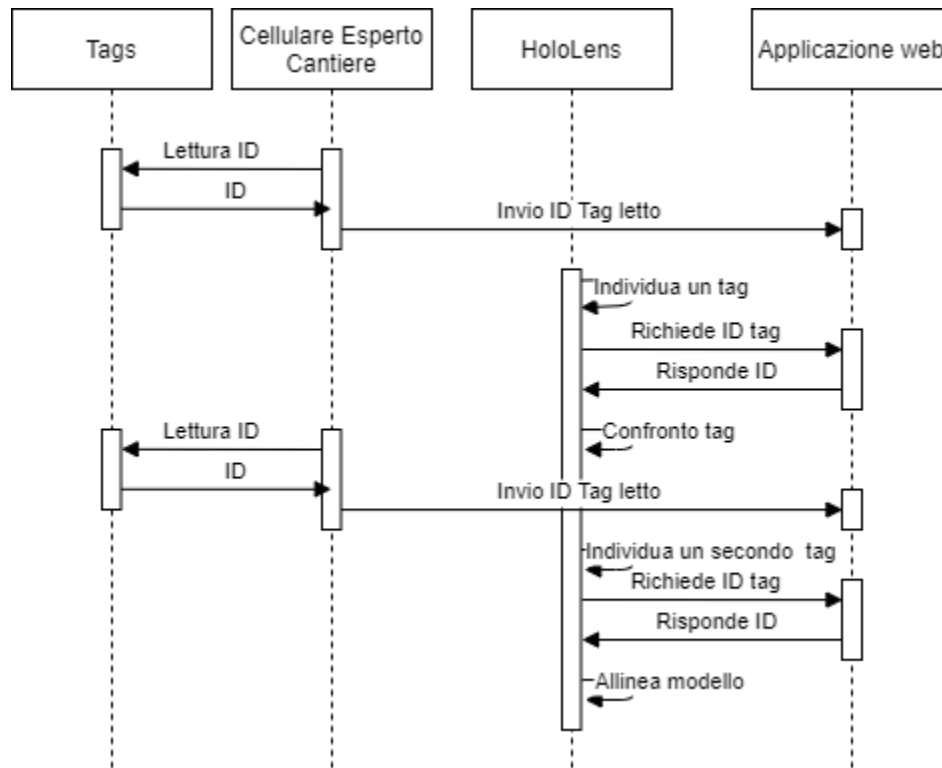 Tags
Cellulare Esperto
Cantiere
HoloLens
Applicazione web
Lettura ID
ID
Invio ID Tag letto
Individua un tag
Richiede ID tag
Risponde ID
Confronto tag
Lettura ID
ID
Invio ID Tag letto
Individua un secondo tag
Richiede ID tag
Risponde ID
Allinea modello